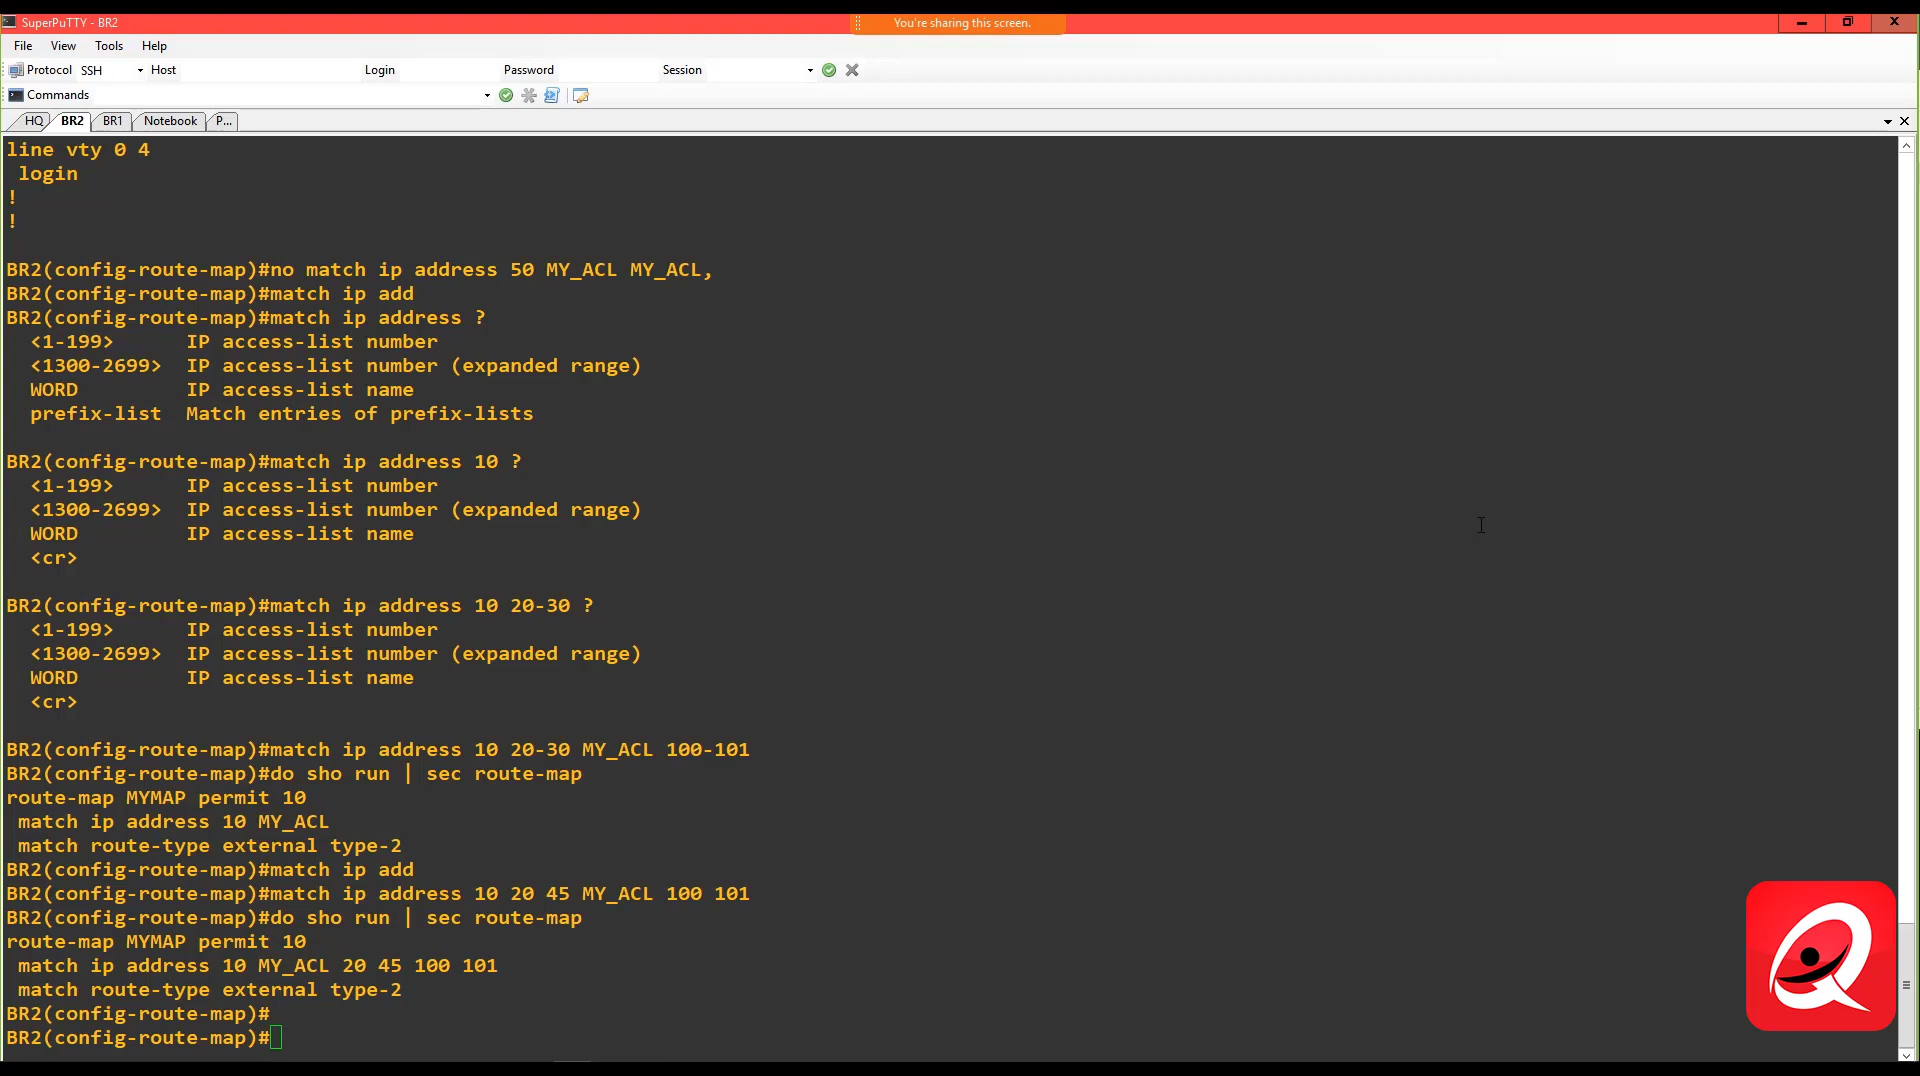 SuperPuTTY - BR2
You're sharing this screen.
File View Tools Help
Protocol SSH Host Login Password Session
Commands
HQ BR2 BR1 Notebook P...
line vty 0 4
login
!
!
BR2(config-route-map)#no match ip address 50 MY_ACL MY_ACL,
BR2(config-route-map)#match ip add
BR2(config-route-map)#match ip address ?
<1-199> IP access-list number
<1300-2699> IP access-list number (expanded range)
WORD IP access-list name
prefix-list Match entries of prefix-lists
BR2(config-route-map)#match ip address 10 ?
<1-199> IP access-list number
<1300-2699> IP access-list number (expanded range)
WORD IP access-list name
<cr>
BR2(config-route-map)#match ip address 10 20-30 ?
<1-199> IP access-list number
<1300-2699> IP access-list number (expanded range)
WORD IP access-list name
<cr>
BR2(config-route-map)#match ip address 10 20-30 MY_ACL 100-101
BR2(config-route-map)#do sho run | sec route-map
route-map MYMAP permit 10
match ip address 10 MY_ACL
match route-type external type-2
BR2(config-route-map)#match ip add
BR2(config-route-map)#match ip address 10 20 45 MY_ACL 100 101
BR2(config-route-map)#do sho run | sec route-map
route-map MYMAP permit 10
match ip address 10 MY_ACL 20 45 100 101
match route-type external type-2
BR2(config-route-map)#
BR2(config-route-map)#